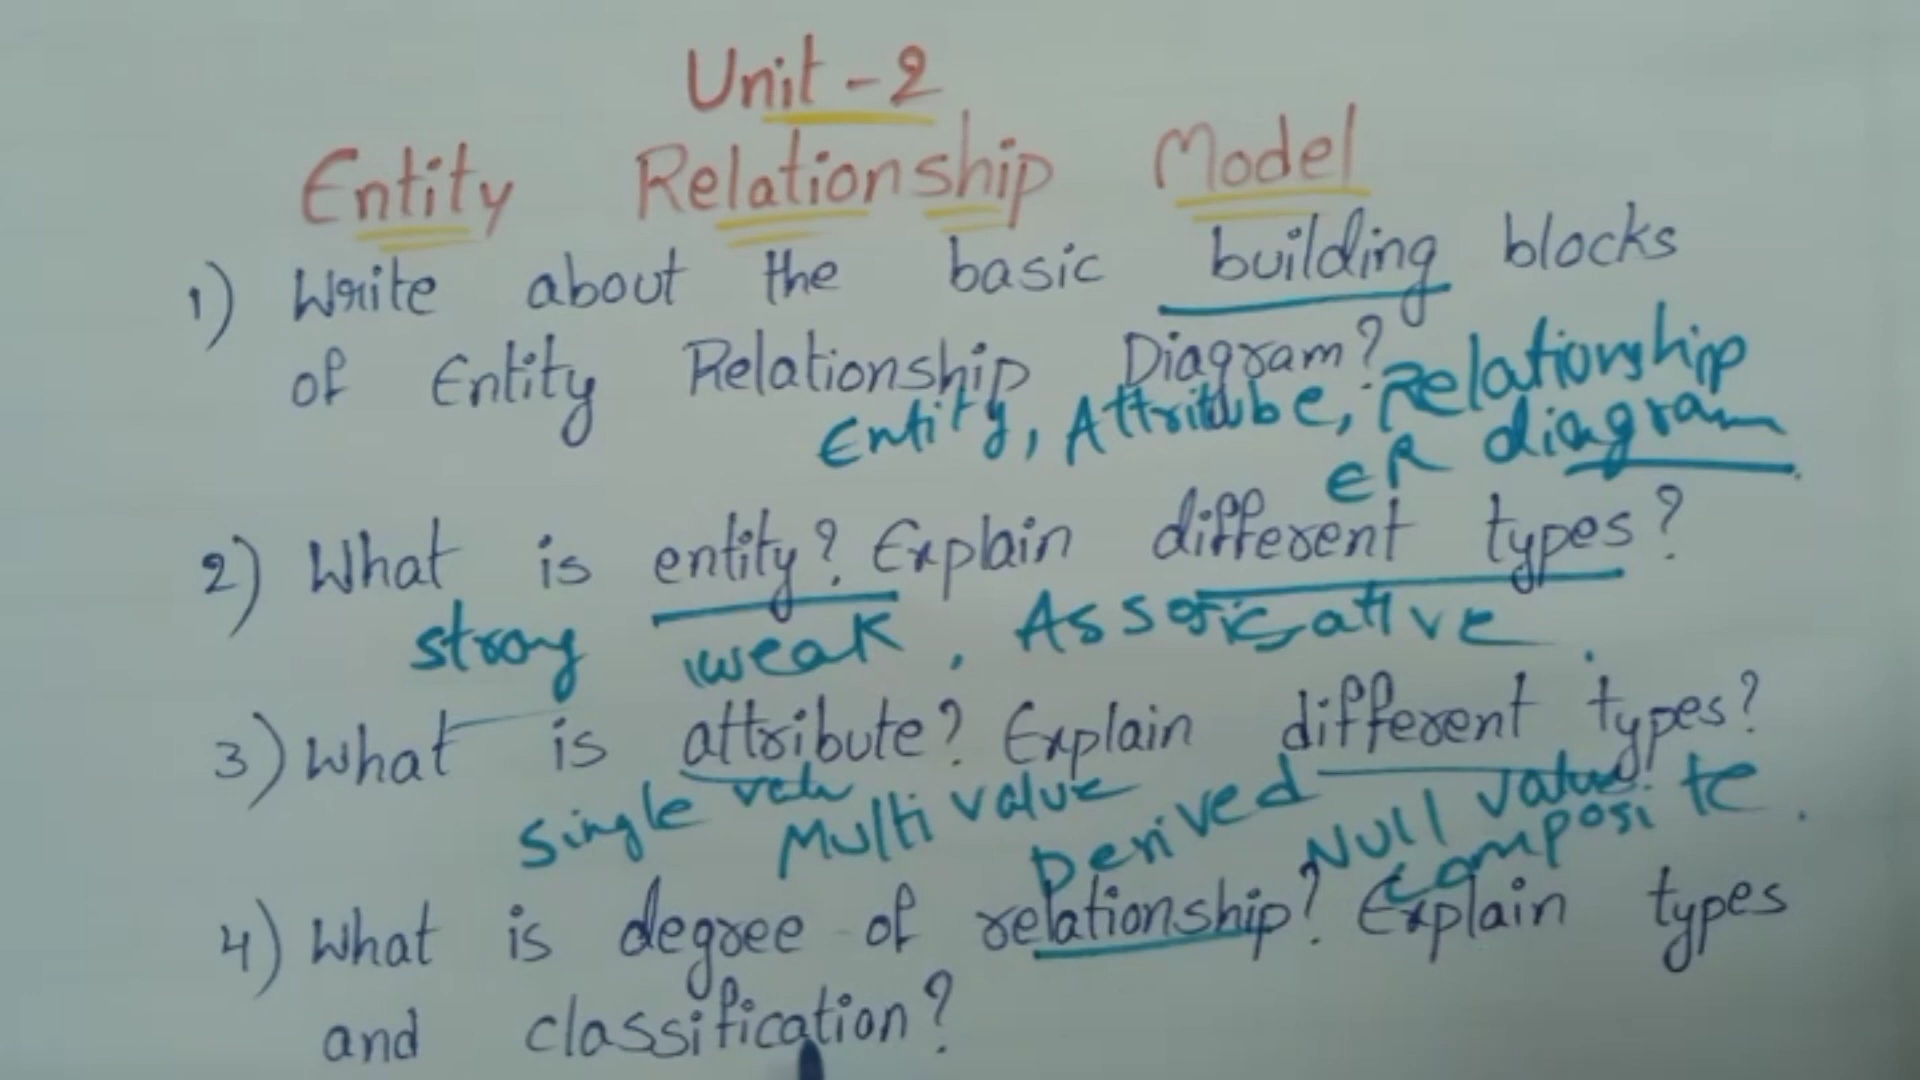 Unit - 2
Entity Relationship Model
1) Write about the basic building blocks
of Entity Relationship Diagram?
Entity, Attritube, Relationship
ER diagram
2) What is entity? Explain different types?
strong weak, Associative
3) What is attribute? Explain different types?
Single valu Multi value Derived Null value
composite
4) What is degree of relationship? Explain types
and classification?